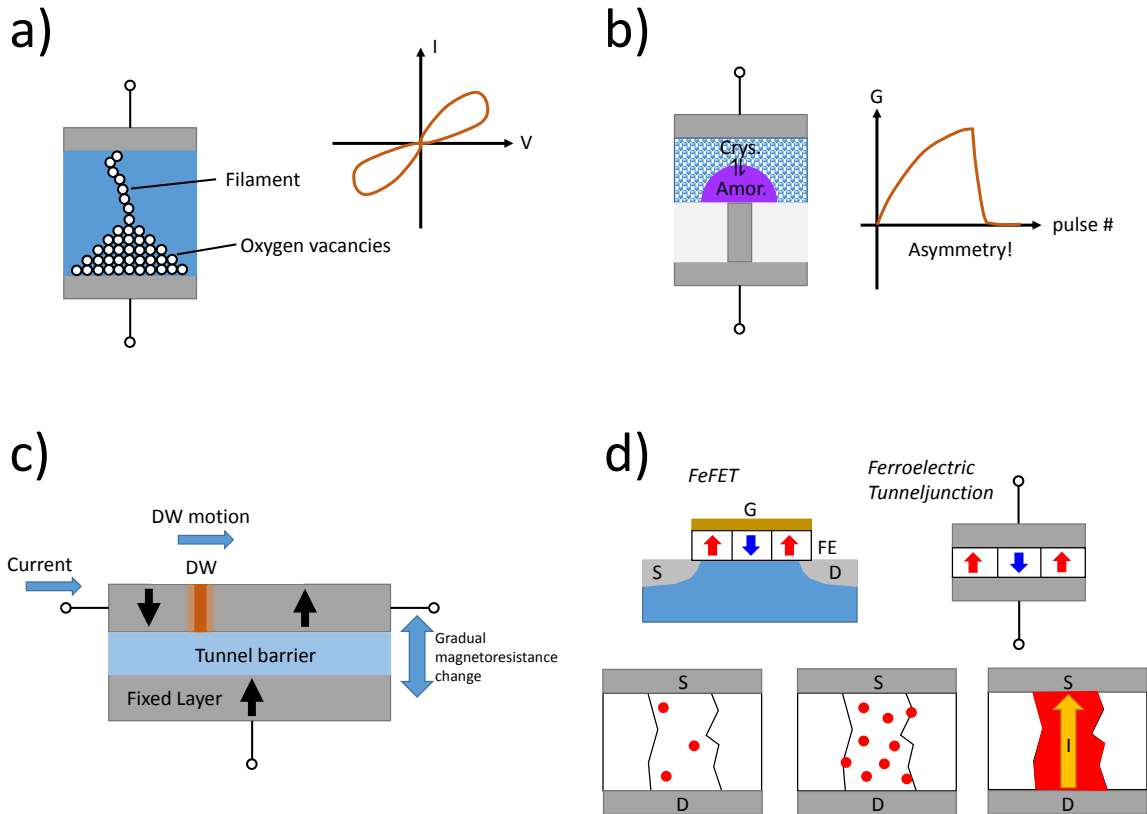 a)
I
V
Filament
Oxygen vacancies
b)
G
Crys.
Amor.
pulse #
Asymmetry!
c)
DW motion
Current
DW
Tunnel barrier
Gradual
magnetoresistance
change
Fixed Layer
d)
FeFET
Ferroelectric
Tunneljunction
G
FE
S
D
S
S
S
I
D
D
D